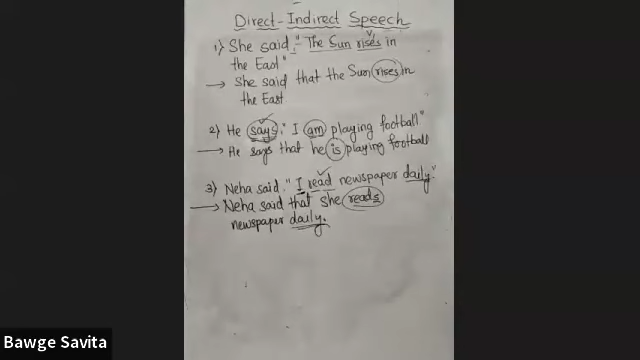 Direct-Indirect Speech
1) She said, "The Sun rises in
the East"
→ She said that the Sun rises in
the East
2) He says, "I am playing football"
→ He says that he is playing football
3) Neha said, "I read newspaper daily"
→ Neha said that she reads
newspaper daily.
Bawge Savita